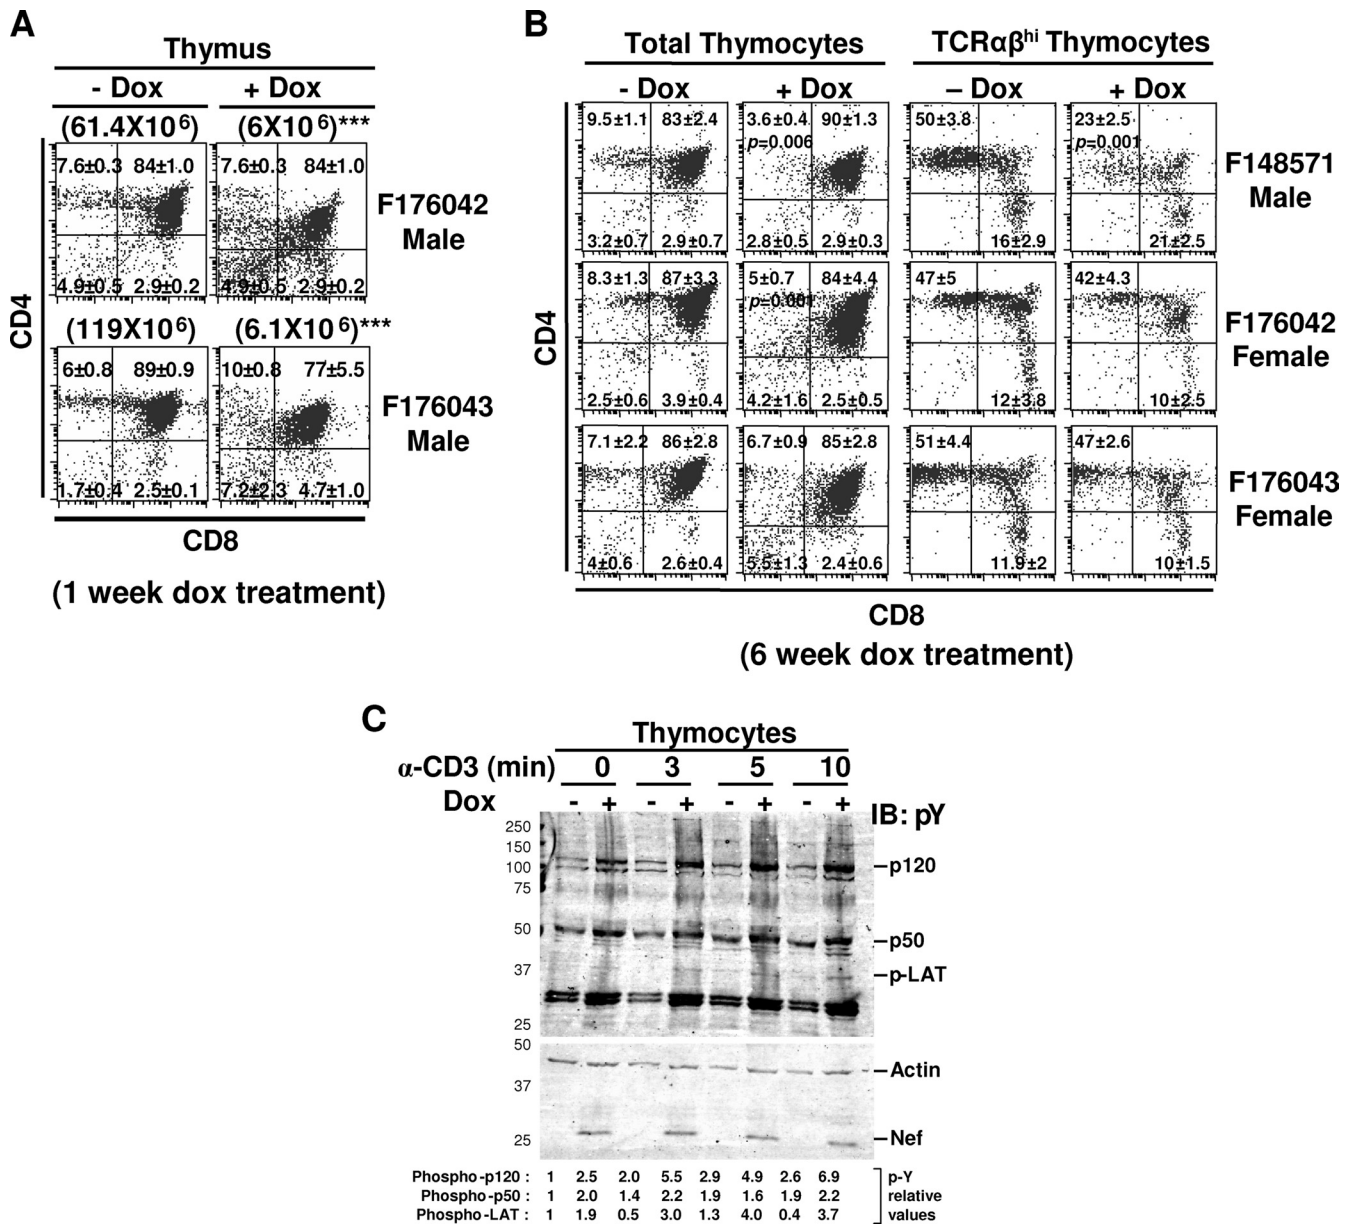 A
Thymus
- Dox + Dox
(61.4X10⁶) (6X10⁶)***
7.6±0.3 84±1.0 7.6±0.3 84±1.0
F176042
Male
4.9±0.5 2.9±0.2 4.9±0.5 2.9±0.2
(119X10⁶) (6.1X10⁶)***
6±0.8 89±0.9 10±0.8 77±5.5
F176043
Male
1.7±0.4 2.5±0.1 7.2±2.3 4.7±1.0
CD4
CD8
(1 week dox treatment)
B
Total Thymocytes TCRαβʰⁱ Thymocytes
- Dox + Dox – Dox + Dox
9.5±1.1 83±2.4 3.6±0.4 90±1.3 50±3.8 23±2.5
p=0.006 p=0.001
F148571
Male
3.2±0.7 2.9±0.7 2.8±0.5 2.9±0.3 16±2.9 21±2.5
8.3±1.3 87±3.3 5±0.7 84±4.4 47±5 42±4.3
p=0.001
F176042
Female
2.5±0.6 3.9±0.4 4.2±1.6 2.5±0.5 12±3.8 10±2.5
7.1±2.2 86±2.8 6.7±0.9 85±2.8 51±4.4 47±2.6
F176043
Female
4±0.6 2.6±0.4 5.5±1.3 2.4±0.6 11.9±2 10±1.5
CD4
CD8
(6 week dox treatment)
C
Thymocytes
α-CD3 (min) 0 3 5 10
Dox - + - + - + - +
IB: pY
250
150
100
75
50
37
25
p120
p50
p-LAT
50
37
25
Actin
Nef
Phospho-p120 : 1 2.5 2.0 5.5 2.9 4.9 2.6 6.9 p-Y
Phospho-p50 : 1 2.0 1.4 2.2 1.9 1.6 1.9 2.2 relative
Phospho-LAT : 1 1.9 0.5 3.0 1.3 4.0 0.4 3.7 values